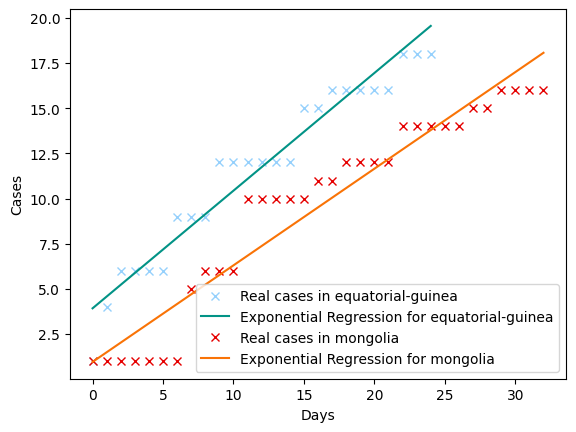 20.0
17.5
15.0
12.5
10.0
7.5
5.0
2.5
Cases
Real cases in equatorial-guinea
Exponential Regression for equatorial-guinea
Real cases in mongolia
Exponential Regression for mongolia
0 5 10 15 20 25 30
Days